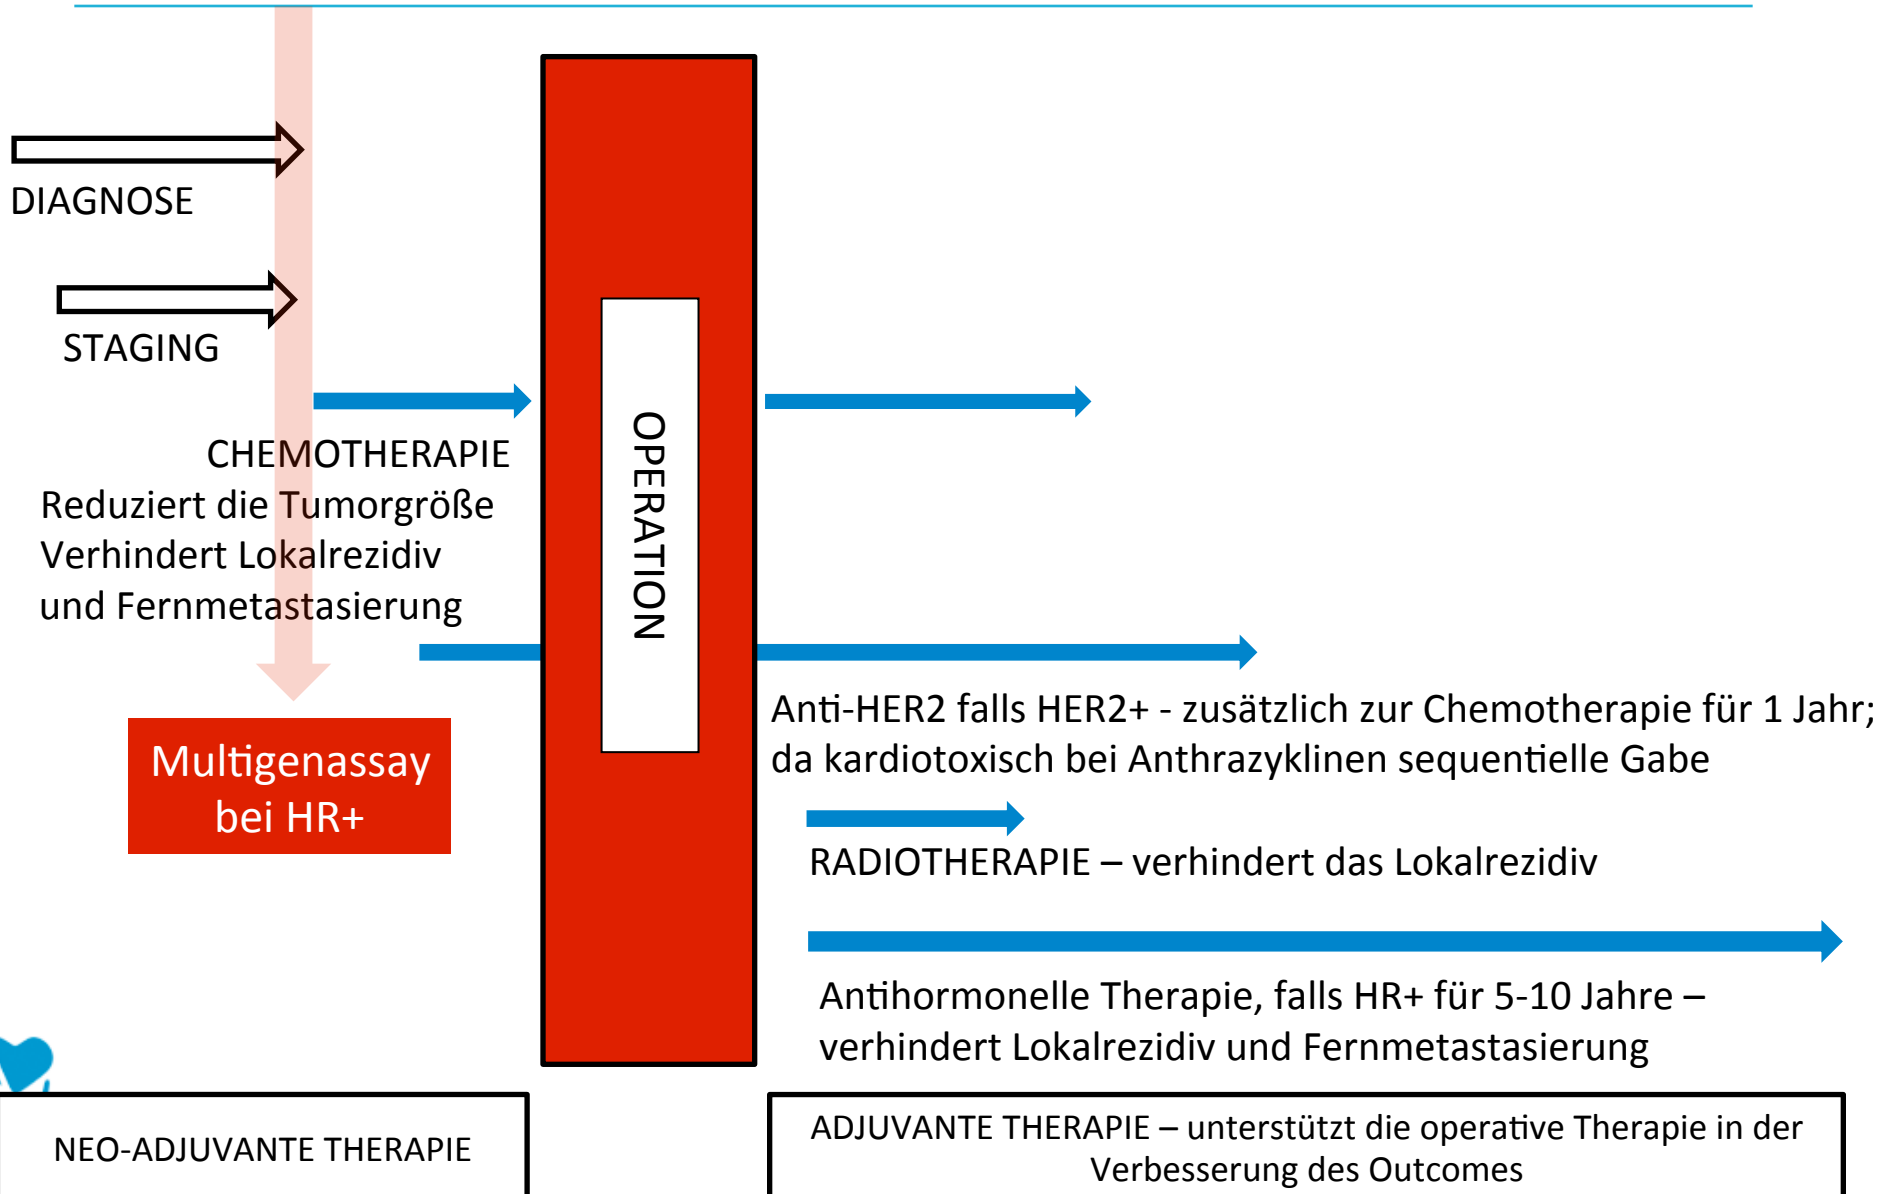 DIAGNOSE
STAGING
CHEMOTHERAPIE
Reduziert die Tumorgröße
Verhindert Lokalrezidiv
und Fernmetastasierung
Multigenassay
bei HR+
OPERATION
Anti-HER2 falls HER2+ - zusätzlich zur Chemotherapie für 1 Jahr;
da kardiotoxisch bei Anthrazyklinen sequentielle Gabe
RADIOTHERAPIE – verhindert das Lokalrezidiv
Antihormonelle Therapie, falls HR+ für 5-10 Jahre –
verhindert Lokalrezidiv und Fernmetastasierung
NEO-ADJUVANTE THERAPIE
ADJUVANTE THERAPIE – unterstützt die operative Therapie in der
Verbesserung des Outcomes